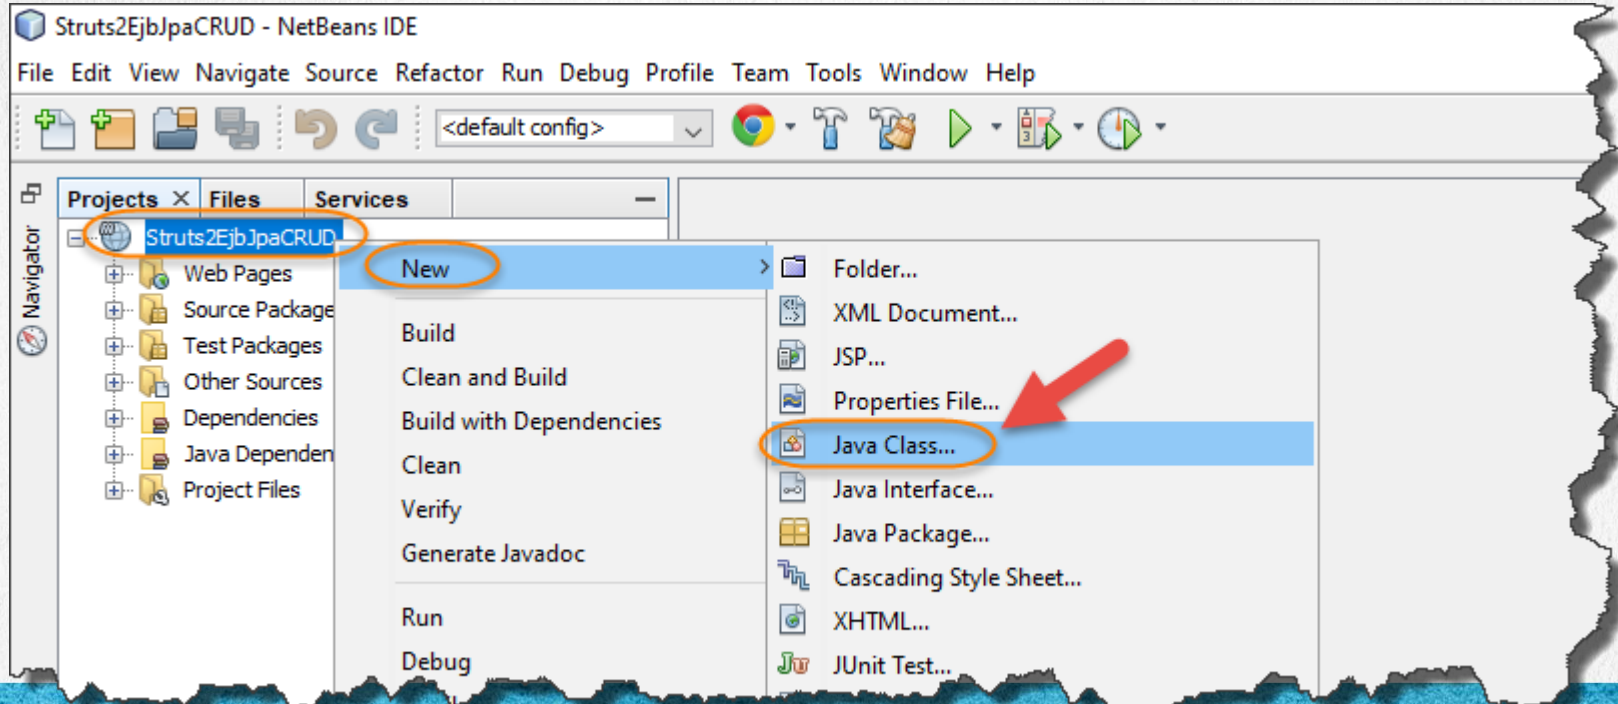 Struts2EjbJpaCRUD - NetBeans IDE
File Edit View Navigate Source Refactor Run Debug Profile Team Tools Window Help
<default config>
Projects Files Services
Navigator
Struts2EjbJpaCRUD
Web Pages
Source Package
Test Packages
Other Sources
Dependencies
Java Dependen
Project Files
New
Build
Clean and Build
Build with Dependencies
Clean
Verify
Generate Javadoc
Run
Debug
Folder...
XML Document...
JSP...
Properties File...
Java Class...
Java Interface...
Java Package...
Cascading Style Sheet...
XHTML...
JUnit Test...